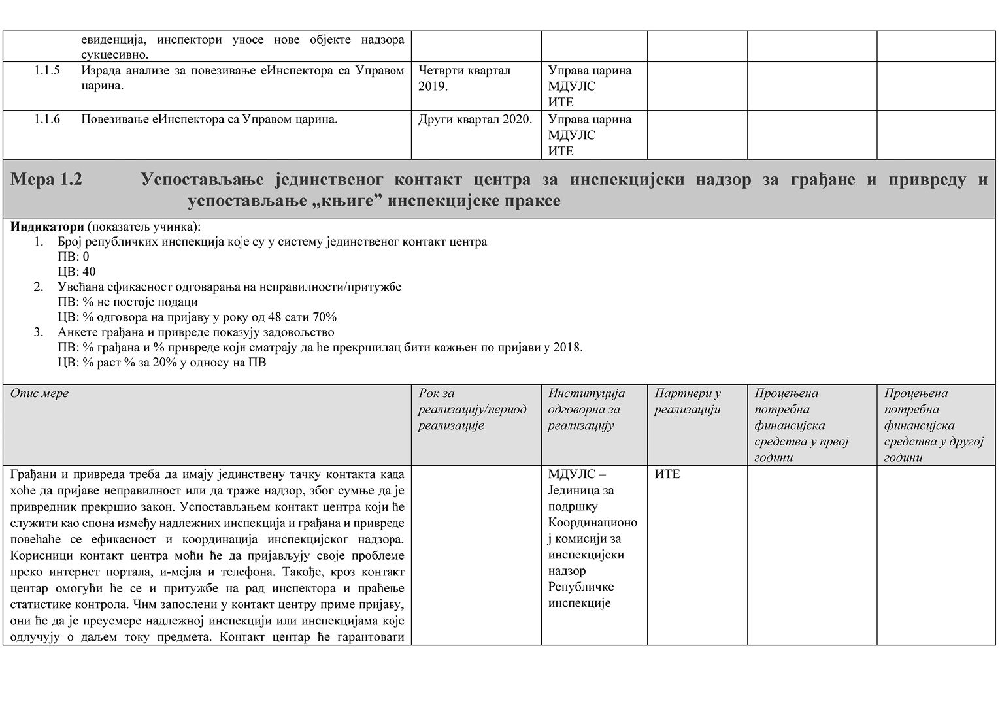 евиденција, инспектори уносе нове објекте надзора
сукцесивно.
1.1.5 Израда анализе за повезивање еИнспектора са Управом
царина.
Четврти квартал
2019.
Управа царина
МДУЛС
ИТЕ
1.1.6 Повезивање еИнспектора са Управом царина.
Други квартал 2020.
Управа царина
МДУЛС
ИТЕ
Мера 1.2 Успостављање јединственог контакт центра за инспекцијски надзор за грађане и привреду и
успостављање „књиге” инспекцијске праксе
Индикатори (показатељ учинка):
1. Број републичких инспекција које су у систему јединственог контакт центра
ПВ: 0
ЦВ: 40
2. Увећана ефикасност одговарања на неправилности/притужбе
ПВ: % не постоје подаци
ЦВ: % одговора на пријаву у року од 48 сати 70%
3. Анкете грађана и привреде показују задовољство
ПВ: % грађана и % привреде који сматрају да ће прекршилац бити кажњен по пријави у 2018.
ЦВ: % раст % за 20% у односу на ПВ
Опис мере
Рок за
реализацију/период
реализације
Институција
одговорна за
реализацију
Партнери у
реализацији
Процењена
потребна
финансијска
средства у првој
години
Процењена
потребна
финансијска
средства у другој
години
Грађани и привреда треба да имају јединствену тачку контакта када
хоће да пријаве неправилност или да траже надзор, због сумње да је
привредник прекршио закон. Успостављањем контакт центра који ће
служити као спона између надлежних инспекција и грађана и привреде
повећаће се ефикасност и координација инспекцијског надзора.
Корисници контакт центра моћи ће да пријављују своје проблеме
преко интернет портала, и-мејла и телефона. Такође, кроз контакт
центар омогући ће се и притужбе на рад инспектора и праћење
статистике контрола. Чим запослени у контакт центру приме пријаву,
они ће да је преусмере надлежној инспекцији или инспекцијама које
одлучују о даљем току предмета. Контакт центар ће гарантовати
МДУЛС –
Јединица за
подршку
Координационо
ј комисији за
инспекцијски
надзор
Републичке
инспекције
ИТЕ